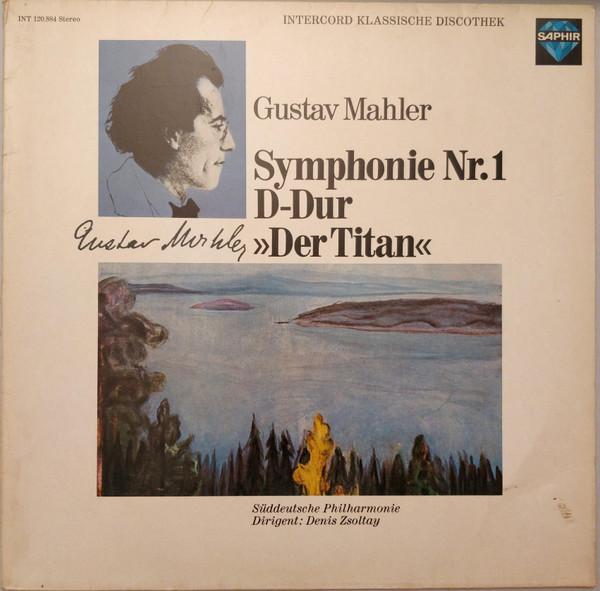 INT 120.884 Stereo
INTERCORD KLASSISCHE DISCOTHEK
SAPHIR
Gustav Mahler
Symphonie Nr. 1
D-Dur
»Der Titan«
Gustav Mahler
Süddeutsche Philharmonie
Dirigent: Denis Zsoltay